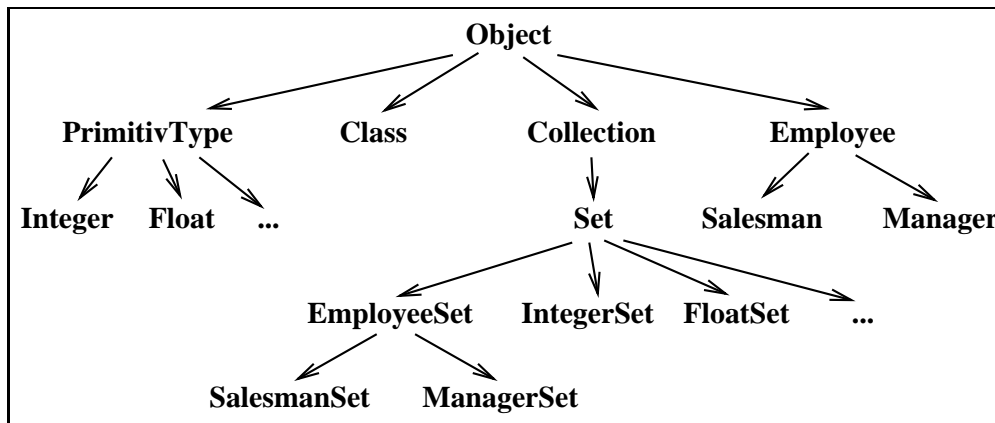 Object
PrimitivType Class Collection Employee
Integer Float ... Set Salesman Manager
EmployeeSet IntegerSet FloatSet ...
SalesmanSet ManagerSet